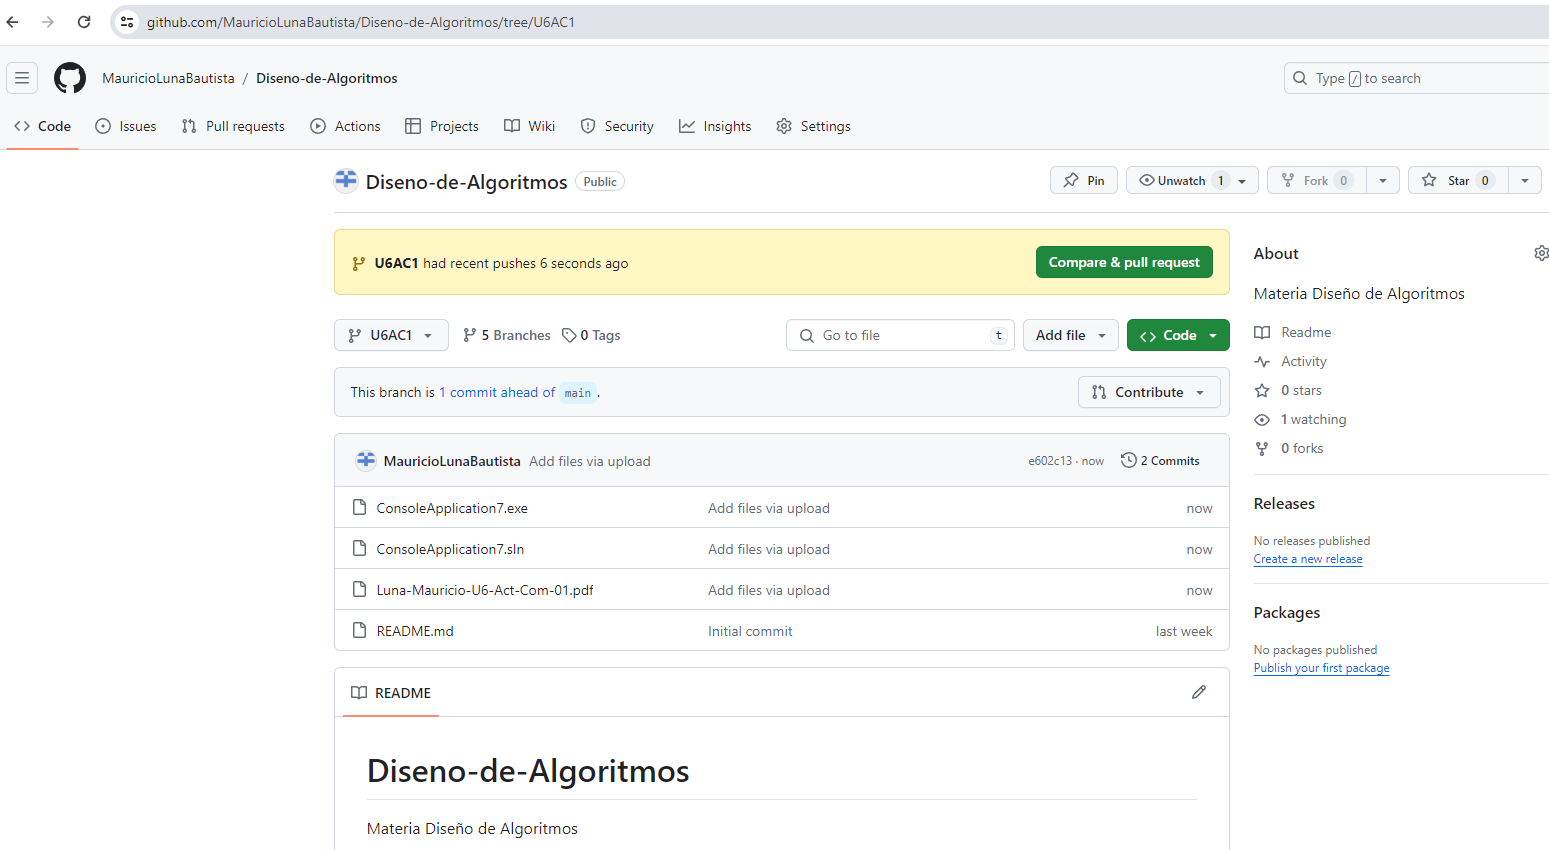 github.com/MauricioLunaBautista/Diseno-de-Algoritmos/tree/U6AC1
MauricioLunaBautista / Diseno-de-Algoritmos
Type / to search
Code Issues Pull requests Actions Projects Wiki Security Insights Settings
Diseno-de-Algoritmos Public
Pin Unwatch 1 Fork 0 Star 0
U6AC1 had recent pushes 6 seconds ago
Compare & pull request
U6AC1 5 Branches 0 Tags
Go to file t Add file Code
This branch is 1 commit ahead of main .
Contribute
MauricioLunaBautista Add files via upload e602c13 · now 2 Commits
ConsoleApplication7.exe Add files via upload now
ConsoleApplication7.sln Add files via upload now
Luna-Mauricio-U6-Act-Com-01.pdf Add files via upload now
README.md Initial commit last week
README
Diseno-de-Algoritmos
Materia Diseño de Algoritmos
About
Materia Diseño de Algoritmos
Readme
Activity
0 stars
1 watching
0 forks
Releases
No releases published
Create a new release
Packages
No packages published
Publish your first package